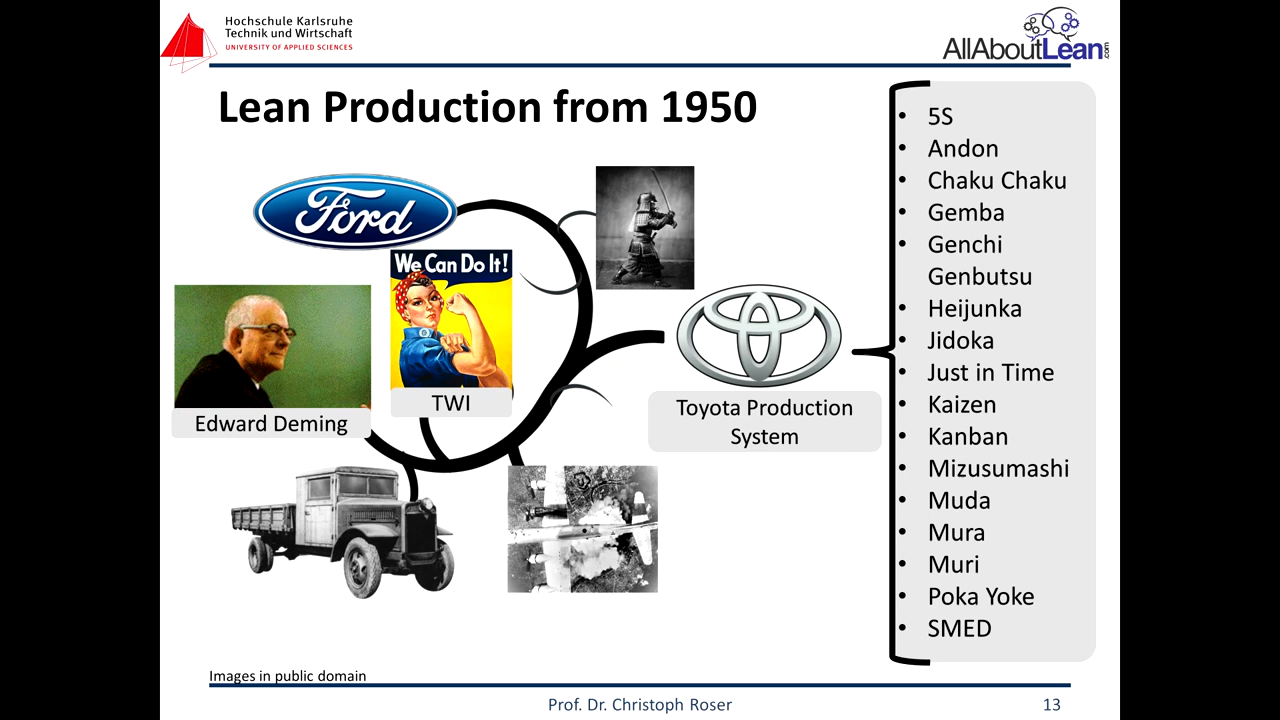 Hochschule Karlsruhe
Technik und Wirtschaft
UNIVERSITY OF APPLIED SCIENCES
AllAboutLean.com
Lean Production from 1950
Ford
We Can Do It!
Edward Deming
TWI
Toyota Production
System
• 5S
• Andon
• Chaku Chaku
• Gemba
• Genchi
Genbutsu
• Heijunka
• Jidoka
• Just in Time
• Kaizen
• Kanban
• Mizusumashi
• Muda
• Mura
• Muri
• Poka Yoke
• SMED
Images in public domain
Prof. Dr. Christoph Roser
13